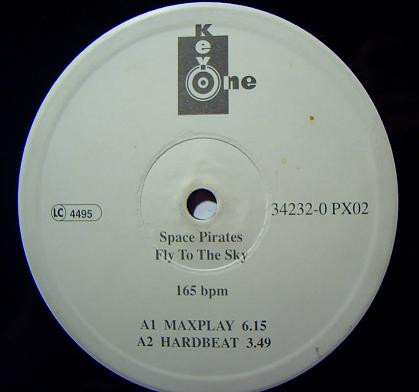 Key
One
LC 4495
34232-0 PX02
Space Pirates
Fly To The Sky
165 bpm
A1 MAXPLAY 6.15
A2 HARDBEAT 3.49